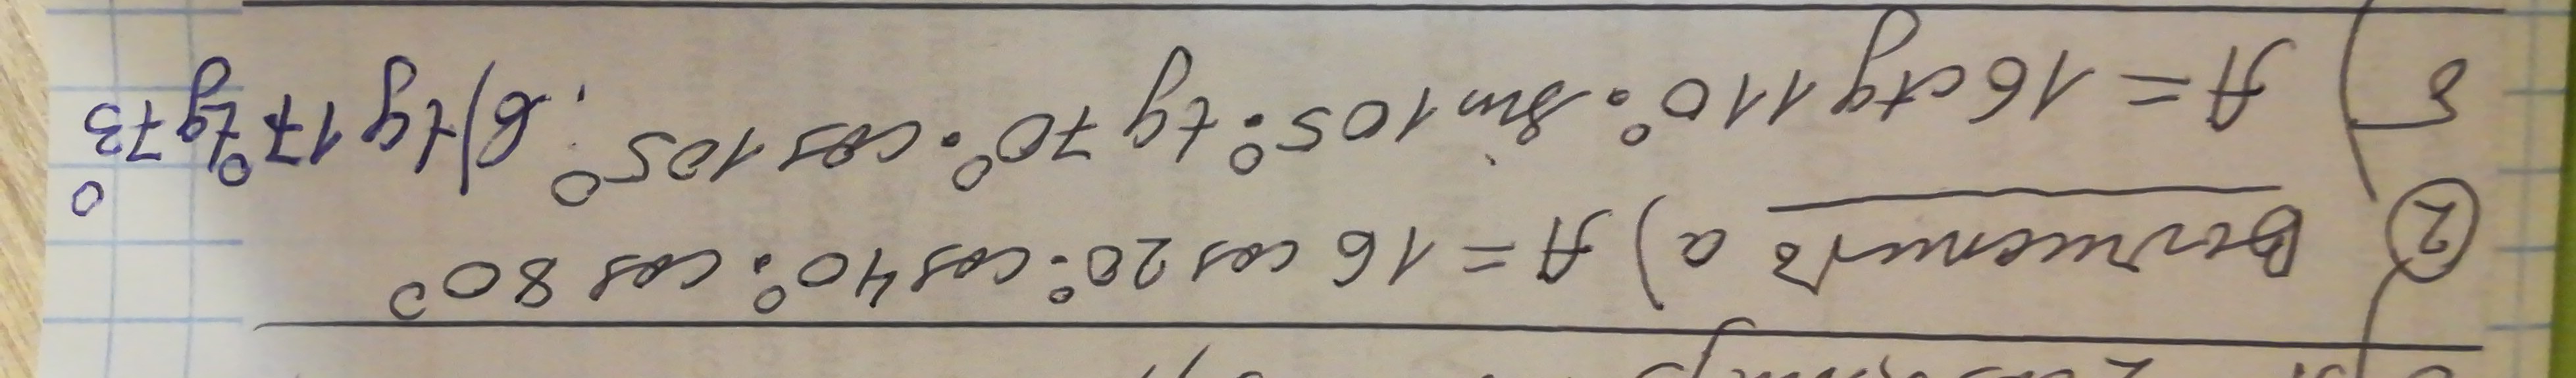 ② Вычислить а) A = 16 cos 20°·cos 40°·cos 80°
б) A = 16 ctg 110°·sin 105°·tg 70°·cos 105°; в) tg 17° tg 73°